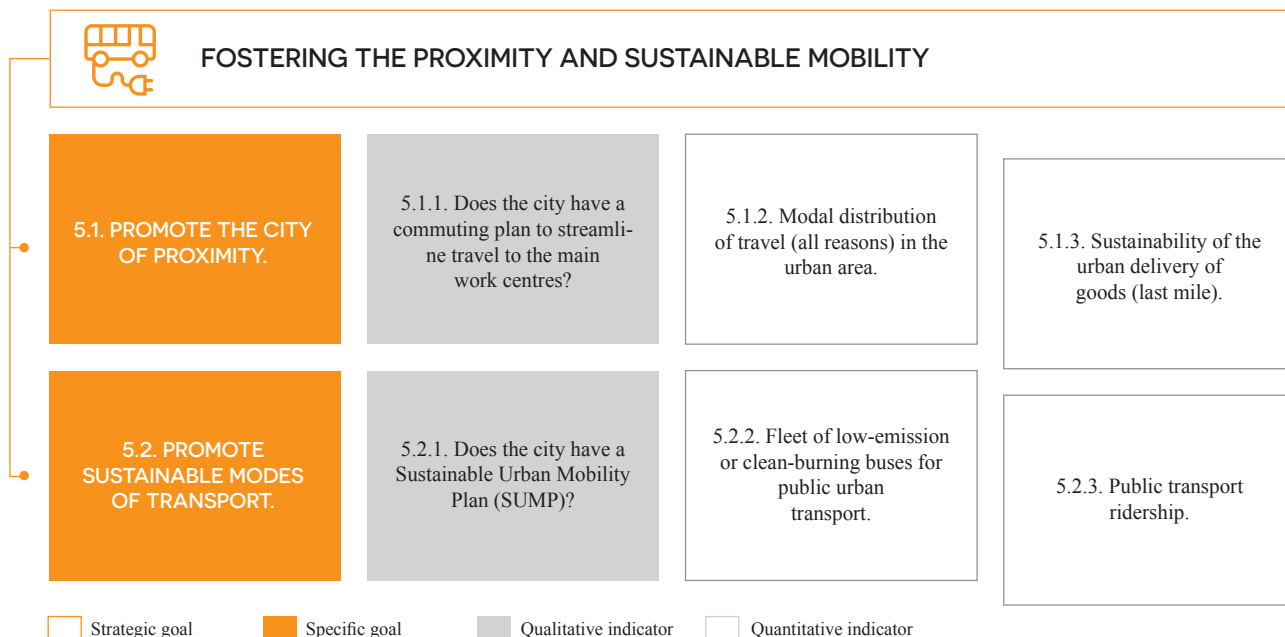 FOSTERING THE PROXIMITY AND SUSTAINABLE MOBILITY
5.1. PROMOTE THE CITY
OF PROXIMITY.
5.1.1. Does the city have a
commuting plan to streamli-
ne travel to the main
work centres?
5.1.2. Modal distribution
of travel (all reasons) in the
urban area.
5.1.3. Sustainability of the
urban delivery of
goods (last mile).
5.2. PROMOTE
SUSTAINABLE MODES
OF TRANSPORT.
5.2.1. Does the city have a
Sustainable Urban Mobility
Plan (SUMP)?
5.2.2. Fleet of low-emission
or clean-burning buses for
public urban
transport.
5.2.3. Public transport
ridership.
Strategic goal
Specific goal
Qualitative indicator
Quantitative indicator